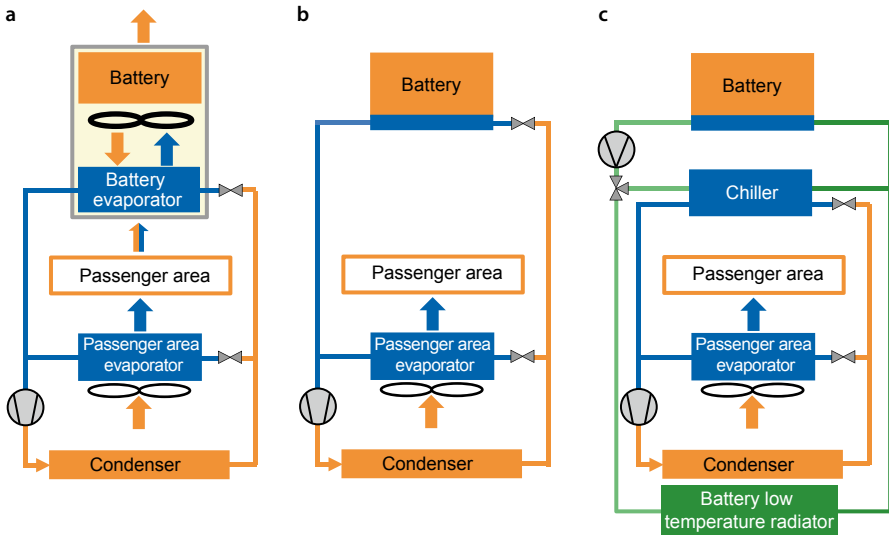 a
Battery
Battery
evaporator
Passenger area
Passenger area
evaporator
Condenser
b
Battery
Passenger area
Passenger area
evaporator
Condenser
c
Battery
Chiller
Passenger area
Passenger area
evaporator
Condenser
Battery low
temperature radiator